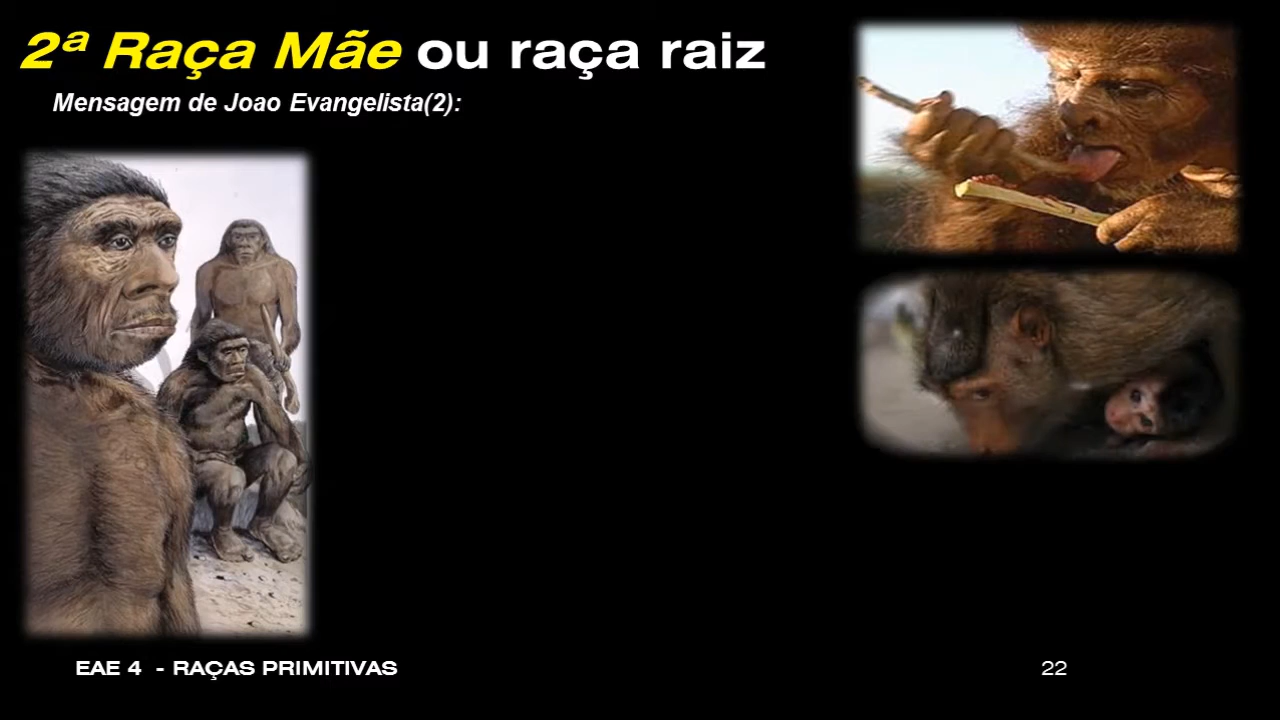 2ª Raça Mãe ou raça raiz
Mensagem de Joao Evangelista(2):
EAE 4 - RAÇAS PRIMITIVAS
22